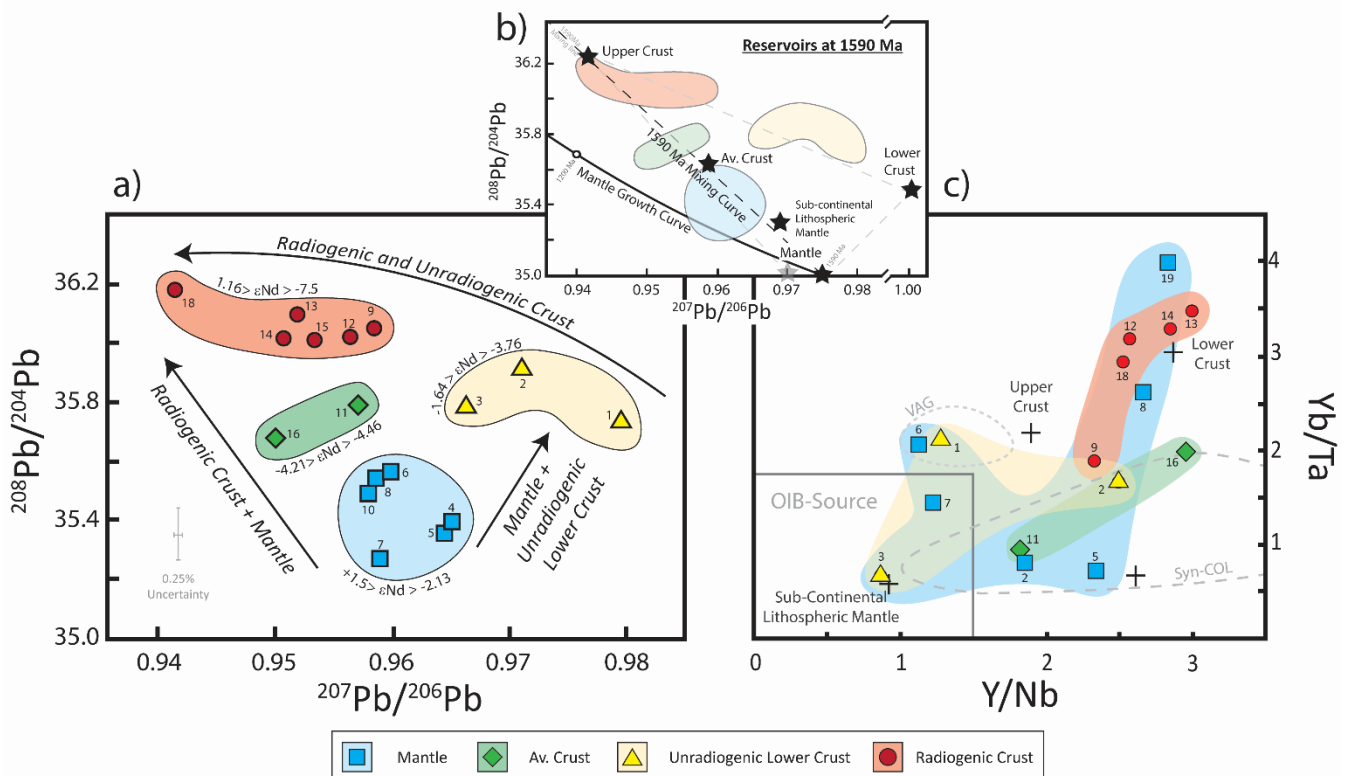 b)
Reservoirs at 1590 Ma
1590 Ma
Upper Crust
36.2
35.8
35.4
35.0
208Pb/204Pb
1590 Ma Mixing Curve
Av. Crust
Lower
Crust
Sub-continental
Lithospheric
Mantle
Mantle
1200 Ma
Mantle Growth Curve
1590 Ma
0.94
0.95
0.96
0.97
0.98
1.00
207Pb/206Pb
a)
Radiogenic and Unradiogenic Crust
36.2
35.8
35.4
35.0
208Pb/204Pb
1.16> εNd > -7.5
18
13
9
14
15
12
11
16
-4.21> εNd > -4.46
1.64 > εNd > -3.76
2
3
1
6
8
10
4
5
7
+1.5> εNd > -2.13
Radiogenic Crust + Mantle
Mantle +
Unradiogenic
Lower Crust
0.25%
Uncertainty
0.94
0.95
0.96
0.97
0.98
207Pb/206Pb
c)
4
3
2
1
Yb/Ta
19
14
13
12
18
Lower
Crust
8
Upper
Crust
VAG
6
1
9
16
2
OIB-Source
7
11
3
2
5
Syn-COL
Sub-Continental
Lithospheric Mantle
0
1
2
3
Y/Nb
Mantle
Av. Crust
Unradiogenic Lower Crust
Radiogenic Crust